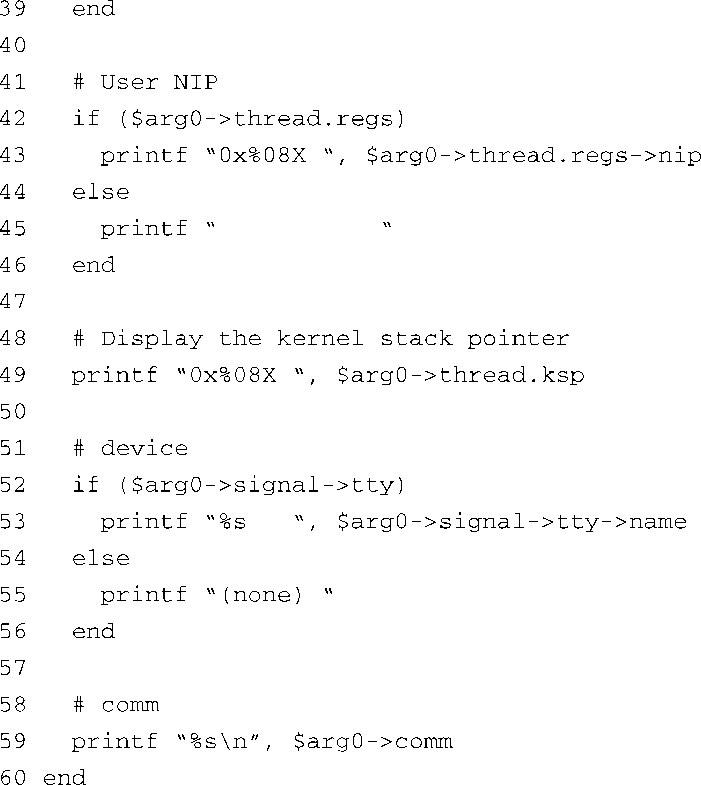 39   end
40
41   # User NIP
42   if ($arg0->thread.regs)
43     printf “0x%08X “, $arg0->thread.regs->nip
44   else
45     printf “           “
46   end
47
48   # Display the kernel stack pointer
49   printf “0x%08X “, $arg0->thread.ksp
50
51   # device
52   if ($arg0->signal->tty)
53     printf “%s   “, $arg0->signal->tty->name
54   else
55     printf “(none) “
56   end
57
58   # comm
59   printf “%s\n”, $arg0->comm
60 end